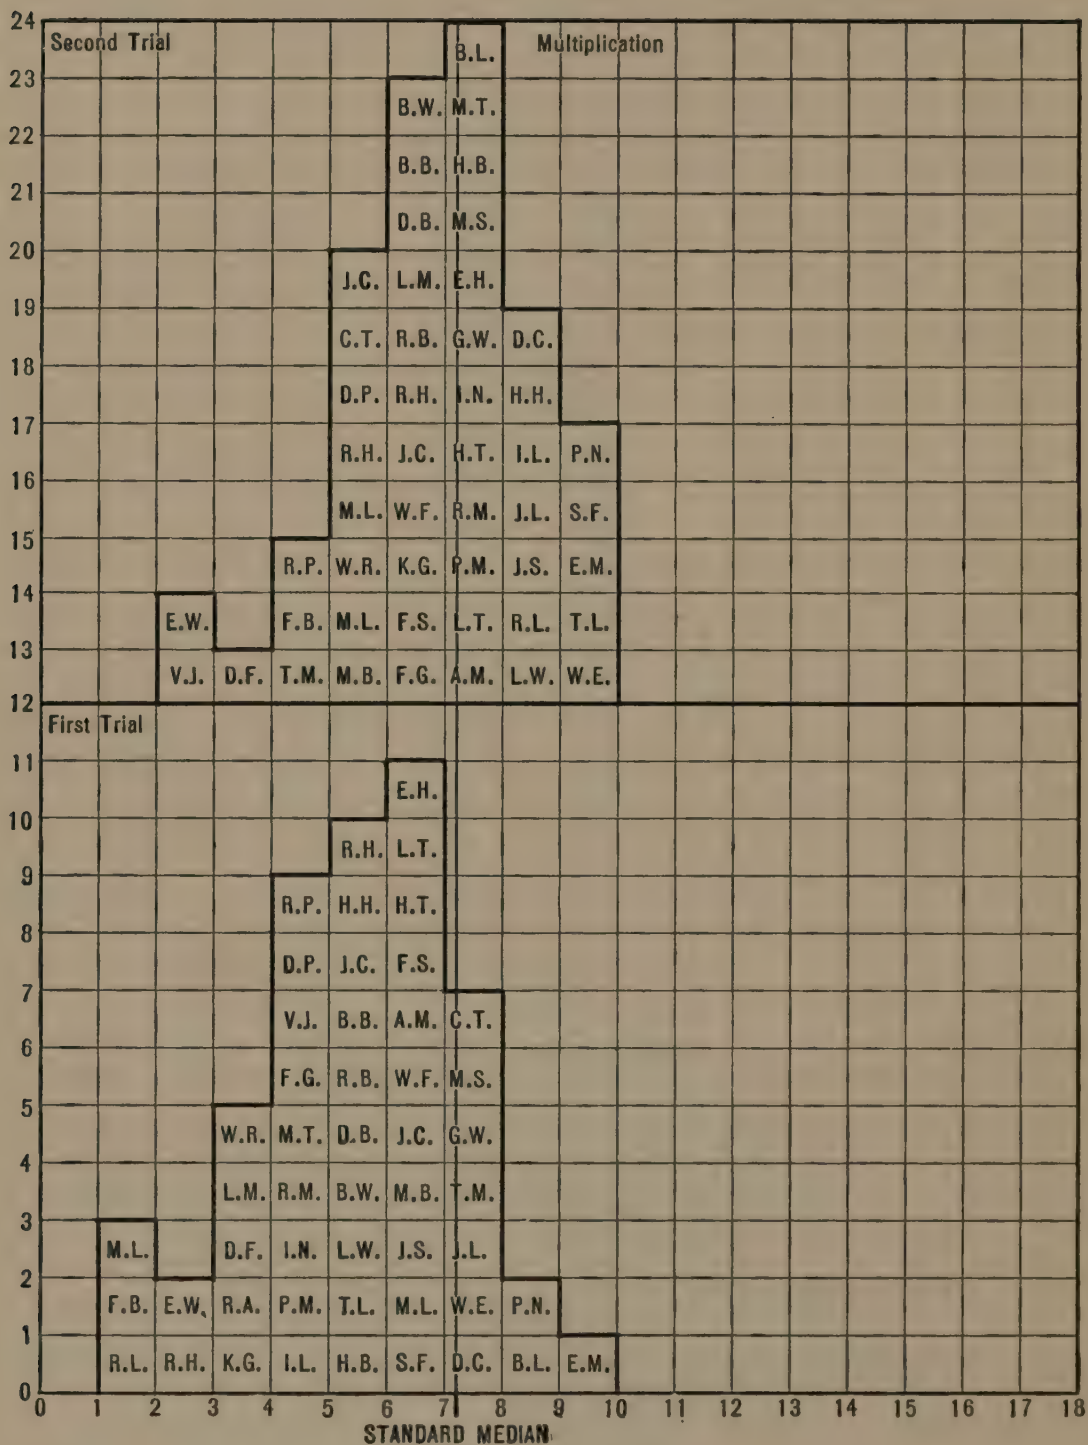 24
Second Trial B.L. Multiplication
23
B.W. M.T.
22
B.B. H.B.
21
D.B. M.S.
20
J.C. L.M. E.H.
19
C.T. R.B. G.W. D.C.
18
D.P. R.H. I.N. H.H.
17
R.H. J.C. H.T. I.L. P.N.
16
M.L. W.F. R.M. J.L. S.F.
15
R.P. W.R. K.G. P.M. J.S. E.M.
14
E.W. F.B. M.L. F.S. L.T. R.L. T.L.
13
V.J. D.F. T.M. M.B. F.G. A.M. L.W. W.E.
12
First Trial
11
E.H.
10
R.H. L.T.
9
R.P. H.H. H.T.
8
D.P. J.C. F.S.
7
V.J. B.B. A.M. C.T.
6
F.G. R.B. W.F. M.S.
5
W.R. M.T. D.B. J.C. G.W.
4
L.M. R.M. B.W. M.B. T.M.
3
M.L. D.F. I.N. L.W. J.S. J.L.
2
F.B. E.W. R.A. P.M. T.L. M.L. W.E. P.N.
1
R.L. R.H. K.G. I.L. H.B. S.F. D.C. B.L. E.M.
0
0 1 2 3 4 5 6 7 8 9 10 11 12 13 14 15 16 17 18
STANDARD MEDIAN